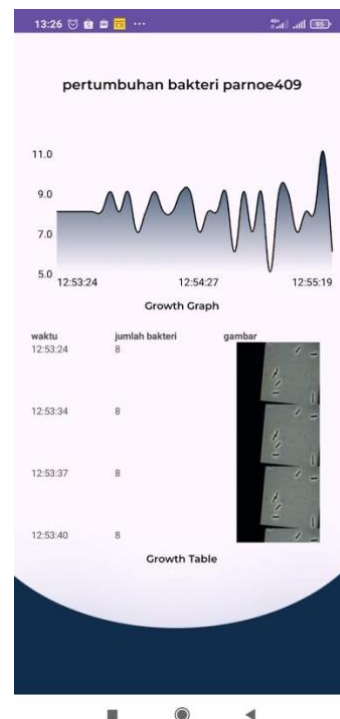 13:26
95
pertumbuhan bakteri parnoe409
11.0
9.0
7.0
5.0
12:53:24 12:54:27 12:55:19
Growth Graph
waktu jumlah bakteri gambar
12:53:24 8
12:53:34 8
12:53:37 8
12:53:40 8
Growth Table